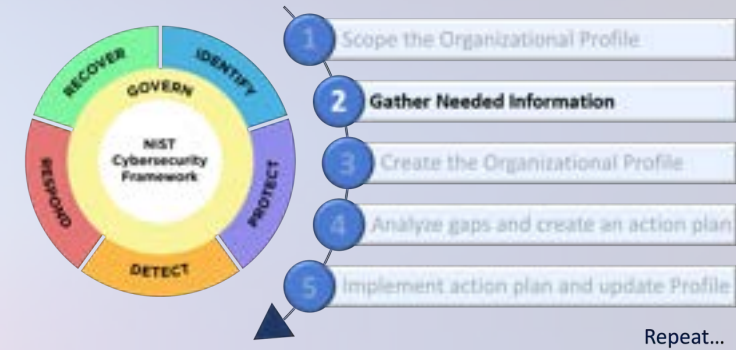 RECOVER
IDENTIFY
GOVERN
NIST
Cybersecurity
Framework
RESPOND
PROTECT
DETECT
1 Scope the Organizational Profile
2 Gather Needed Information
3 Create the Organizational Profile
4 Analyze gaps and create an action plan
5 Implement action plan and update Profile
Repeat...